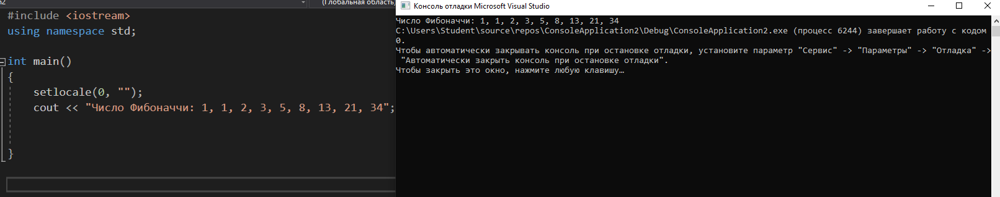 n2
(Глобальная область)
#include <iostream>
using namespace std;
int main()
{
setlocale(0, "");
cout << "Число Фибоначчи: 1, 1, 2, 3, 5, 8, 13, 21, 34";
}
Консоль отладки Microsoft Visual Studio
Число Фибоначчи: 1, 1, 2, 3, 5, 8, 13, 21, 34
C:\Users\Student\source\repos\ConsoleApplication2\Debug\ConsoleApplication2.exe (процесс 6244) завершает работу с кодом
0.
Чтобы автоматически закрывать консоль при остановке отладки, установите параметр "Сервис" -> "Параметры" -> "Отладка" ->
"Автоматически закрыть консоль при остановке отладки".
Чтобы закрыть это окно, нажмите любую клавишу…